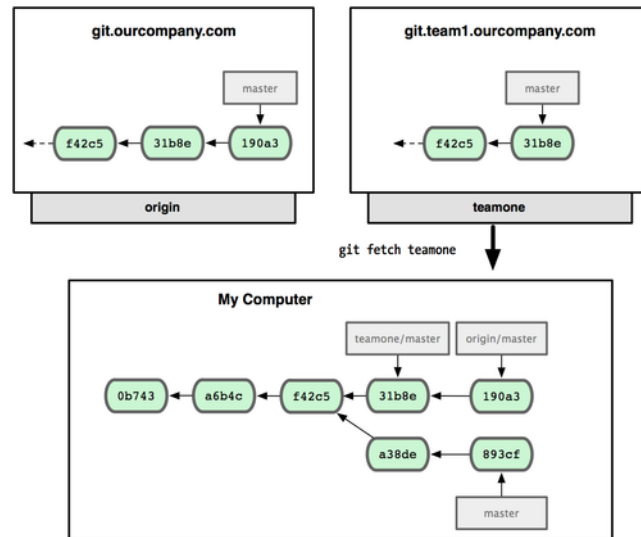 git.ourcompany.com
master
f42c5 31b8e 190a3
origin
git.team1.ourcompany.com
master
f42c5 31b8e
teamone
git fetch teamone
My Computer
teamone/master origin/master
0b743 a6b4c f42c5 31b8e 190a3
a38de 893cf
master